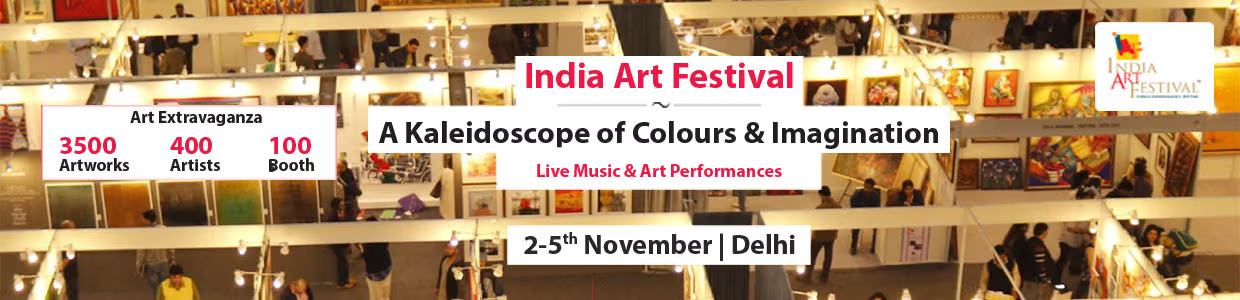 India Art Festival
A Kaleidoscope of Colours & Imagination
Live Music & Art Performances
2-5th November | Delhi
Art Extravaganza
3500 400 100
Artworks Artists Booth
INDIA
ART
FESTIVAL